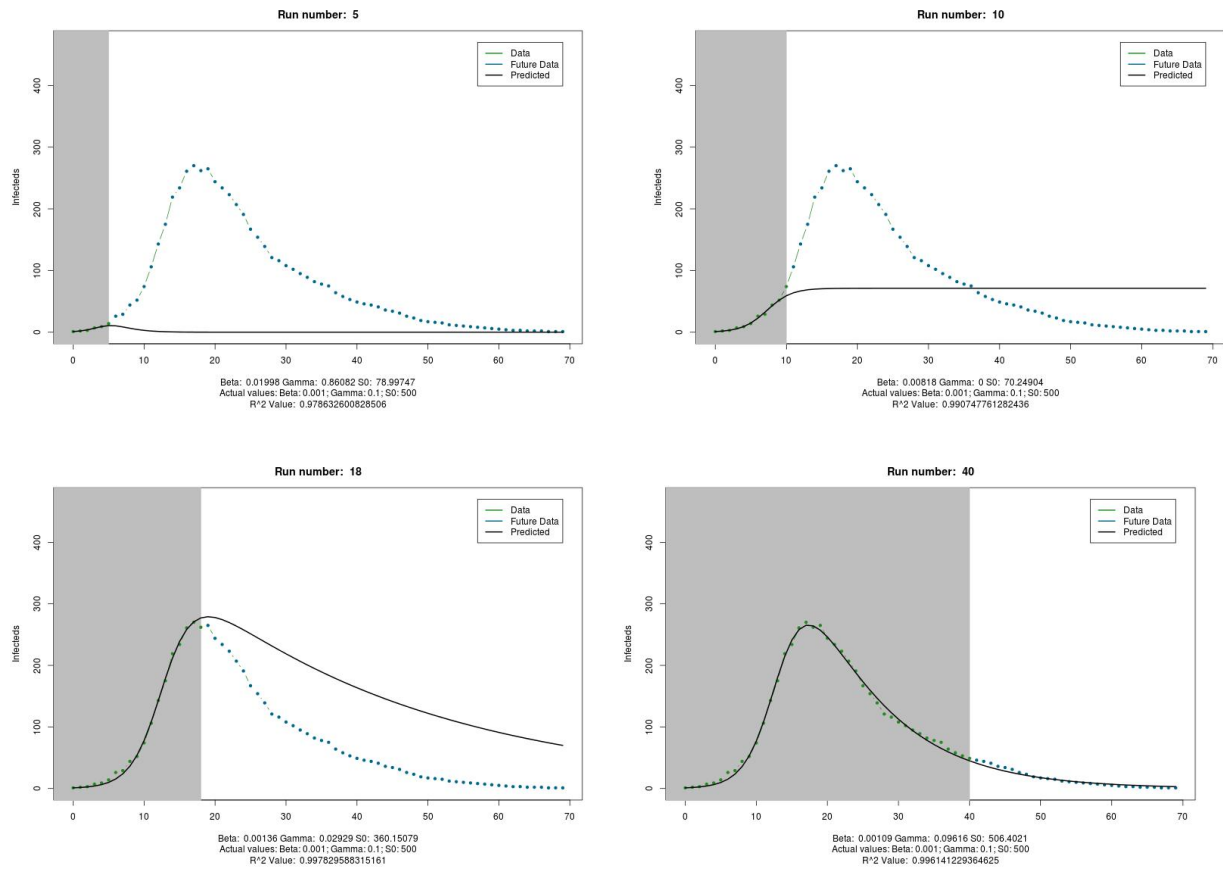 Run number: 5
Data
Future Data
Predicted
Infecteds
0 100 200 300 400
0 10 20 30 40 50 60 70
Beta: 0.01998 Gamma: 0.86082 S0: 78.99747
Actual values: Beta: 0.001; Gamma: 0.1; S0: 500
R^2 Value: 0.978632600828506
Run number: 10
Data
Future Data
Predicted
Infecteds
0 100 200 300 400
0 10 20 30 40 50 60 70
Beta: 0.00818 Gamma: 0 S0: 70.24904
Actual values: Beta: 0.001; Gamma: 0.1; S0: 500
R^2 Value: 0.990747761282436
Run number: 18
Data
Future Data
Predicted
Infecteds
0 100 200 300 400
0 10 20 30 40 50 60 70
Beta: 0.00136 Gamma: 0.02929 S0: 360.15079
Actual values: Beta: 0.001; Gamma: 0.1; S0: 500
R^2 Value: 0.997829588315161
Run number: 40
Data
Future Data
Predicted
Infecteds
0 100 200 300 400
0 10 20 30 40 50 60 70
Beta: 0.00109 Gamma: 0.09616 S0: 506.4021
Actual values: Beta: 0.001; Gamma: 0.1; S0: 500
R^2 Value: 0.996141229364625